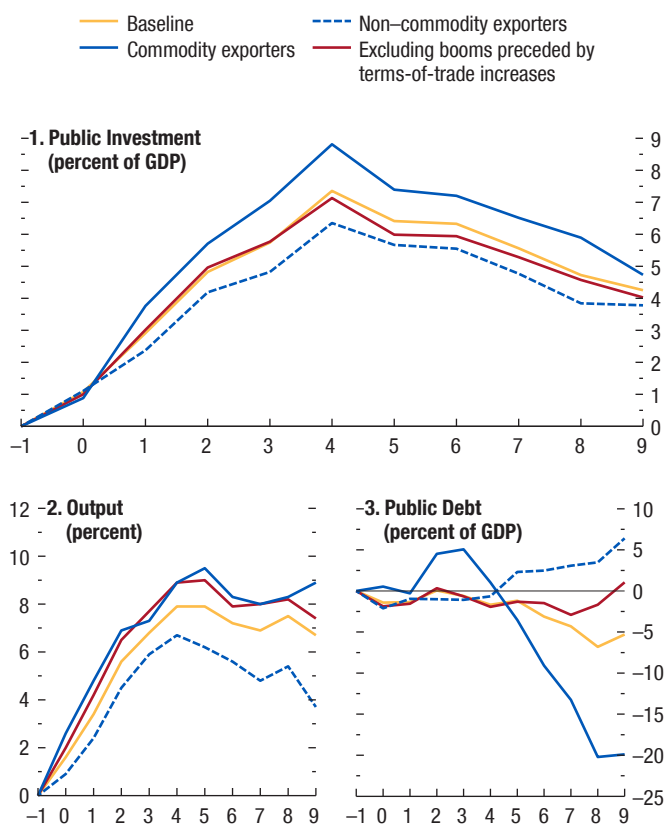 Baseline
Commodity exporters
Non–commodity exporters
Excluding booms preceded by
terms-of-trade increases
1. Public Investment
(percent of GDP)
9
8
7
6
5
4
3
2
1
0
–1 0 1 2 3 4 5 6 7 8 9
2. Output
(percent)
12
10
8
6
4
2
0
–1 0 1 2 3 4 5 6 7 8 9
3. Public Debt
(percent of GDP)
10
5
0
–5
–10
–15
–20
–25
–1 0 1 2 3 4 5 6 7 8 9